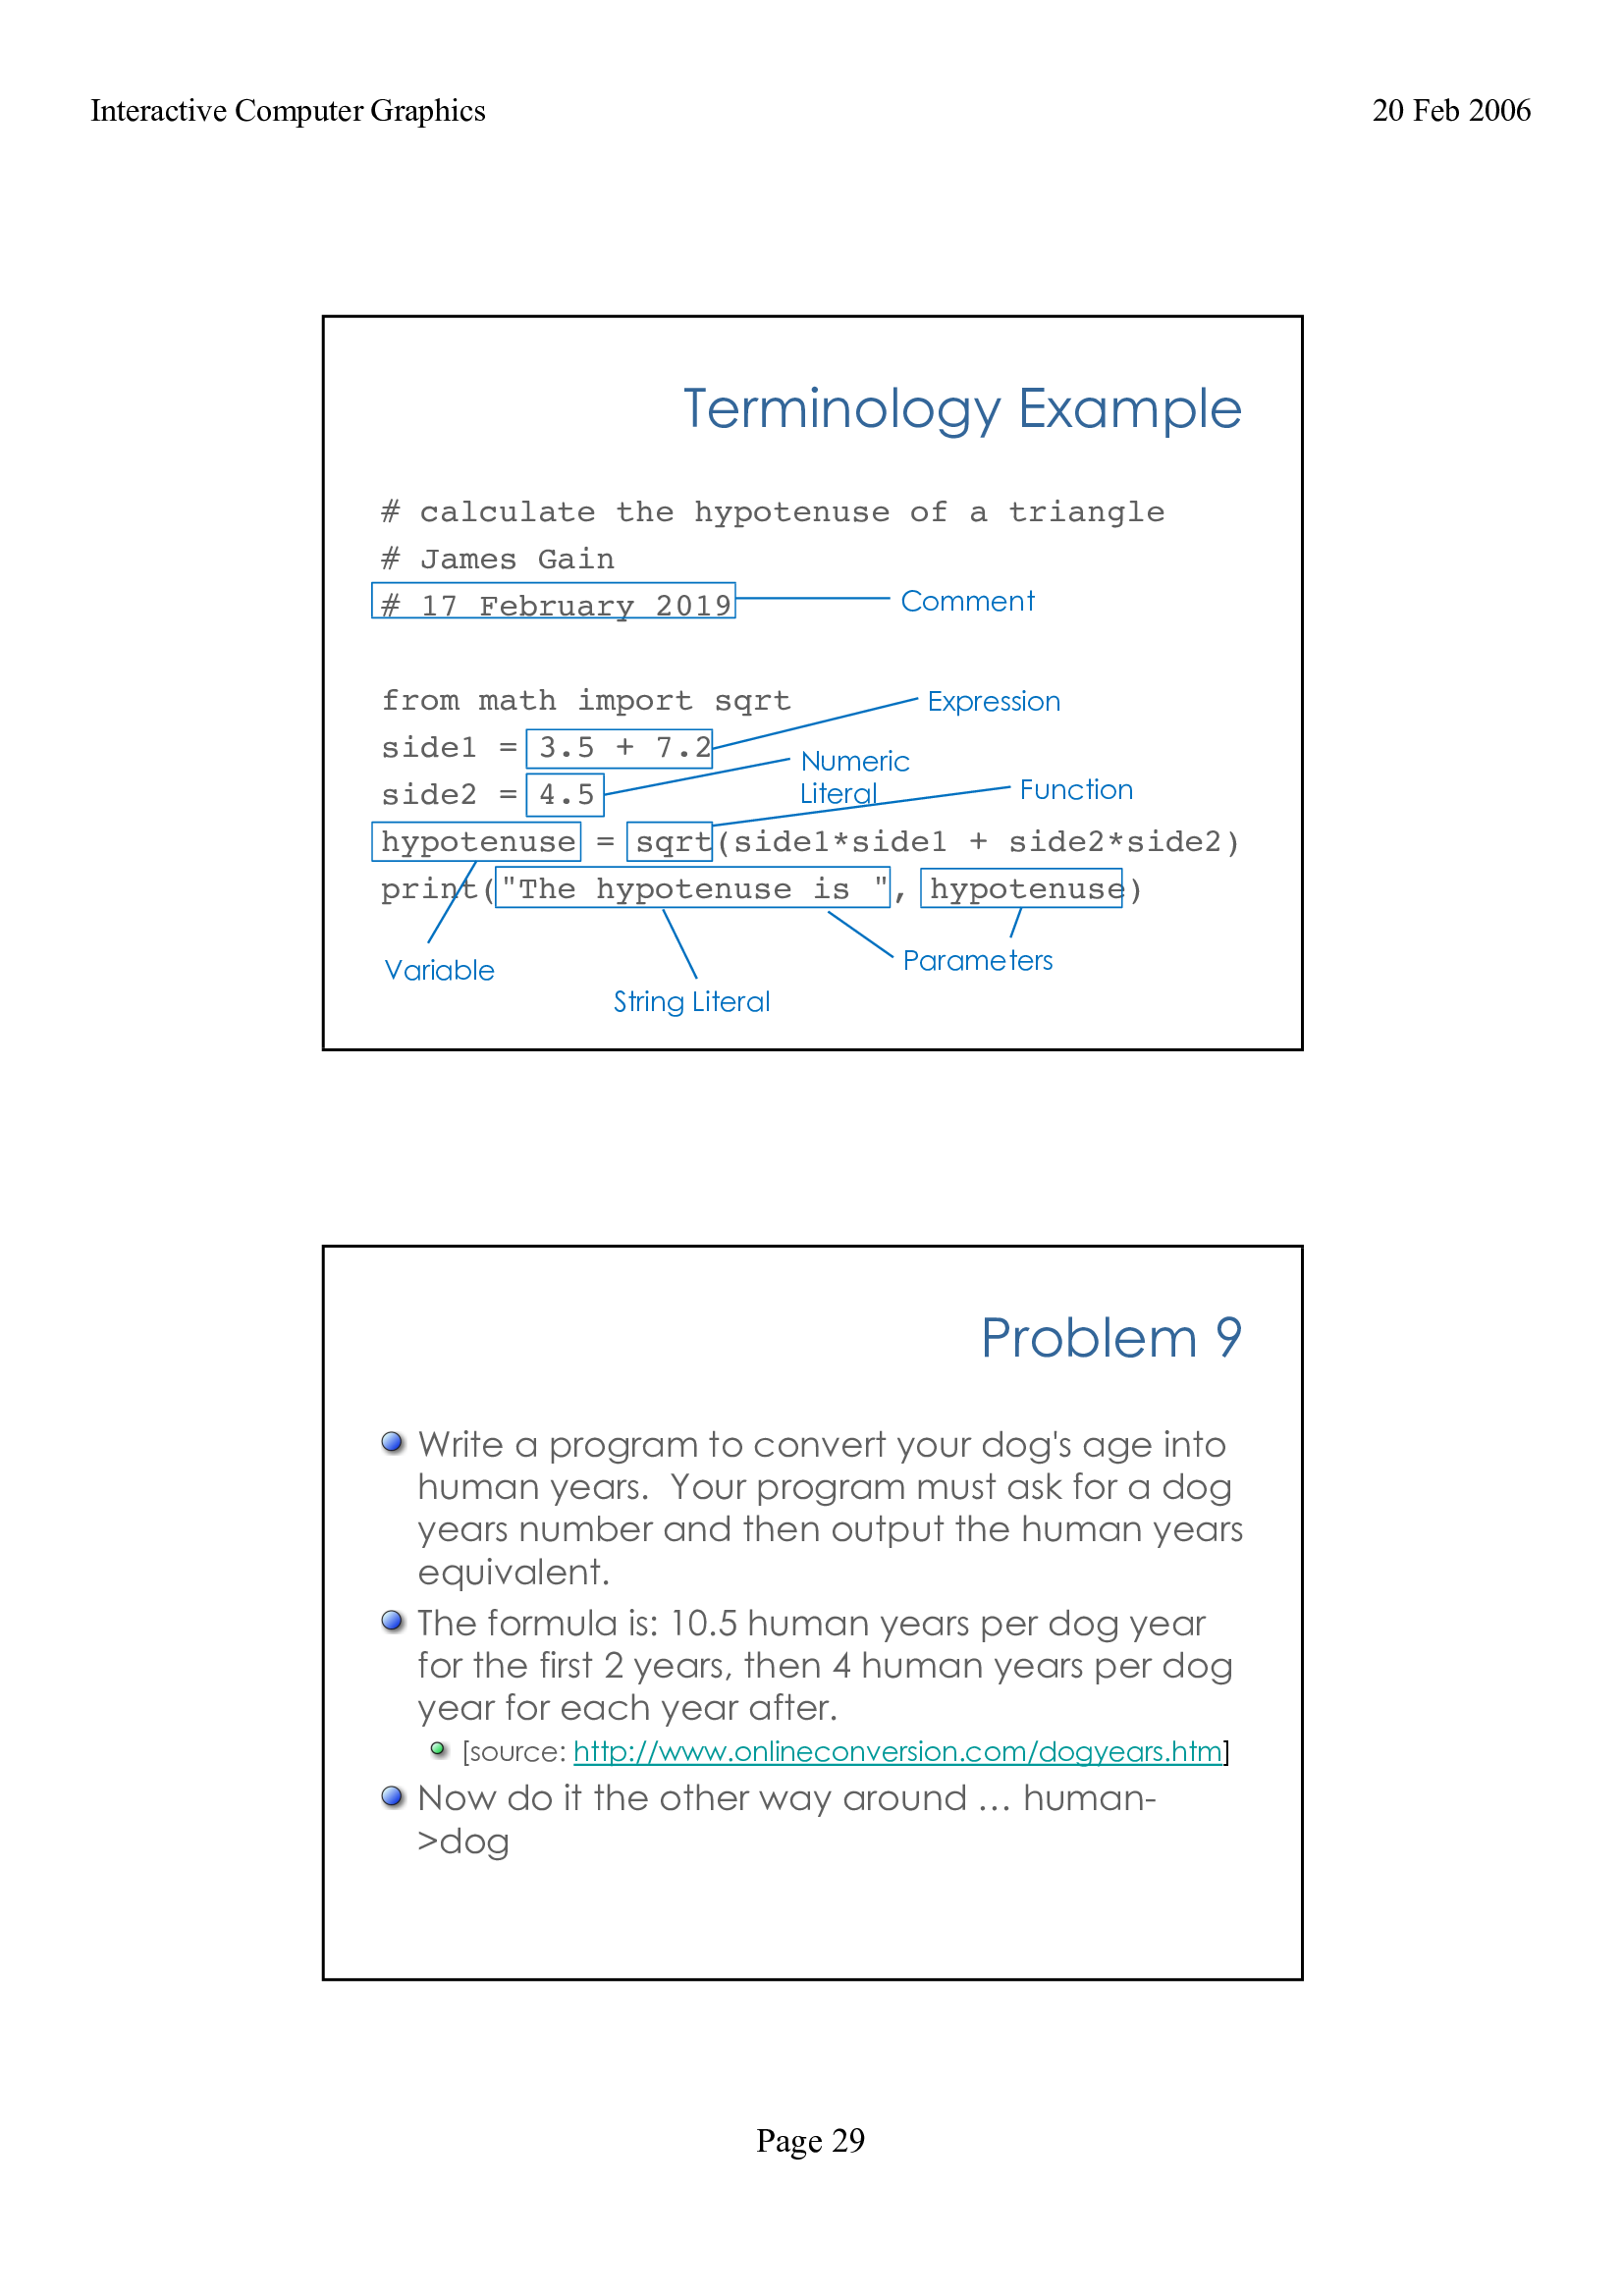 Interactive Computer Graphics 20 Feb 2006
Terminology Example
# calculate the hypotenuse of a triangle
# James Gain
# 17 February 2019
Comment
from math import sqrt
Expression
side1 = 3.5 + 7.2
Numeric
Literal
side2 = 4.5
Function
hypotenuse = sqrt(side1*side1 + side2*side2)
print("The hypotenuse is ", hypotenuse)
Variable
String Literal
Parameters
Problem 9
Write a program to convert your dog's age into
human years.  Your program must ask for a dog
years number and then output the human years
equivalent.
The formula is: 10.5 human years per dog year
for the first 2 years, then 4 human years per dog
year for each year after.
[source: http://www.onlineconversion.com/dogyears.htm]
Now do it the other way around … human-
>dog
Page 29